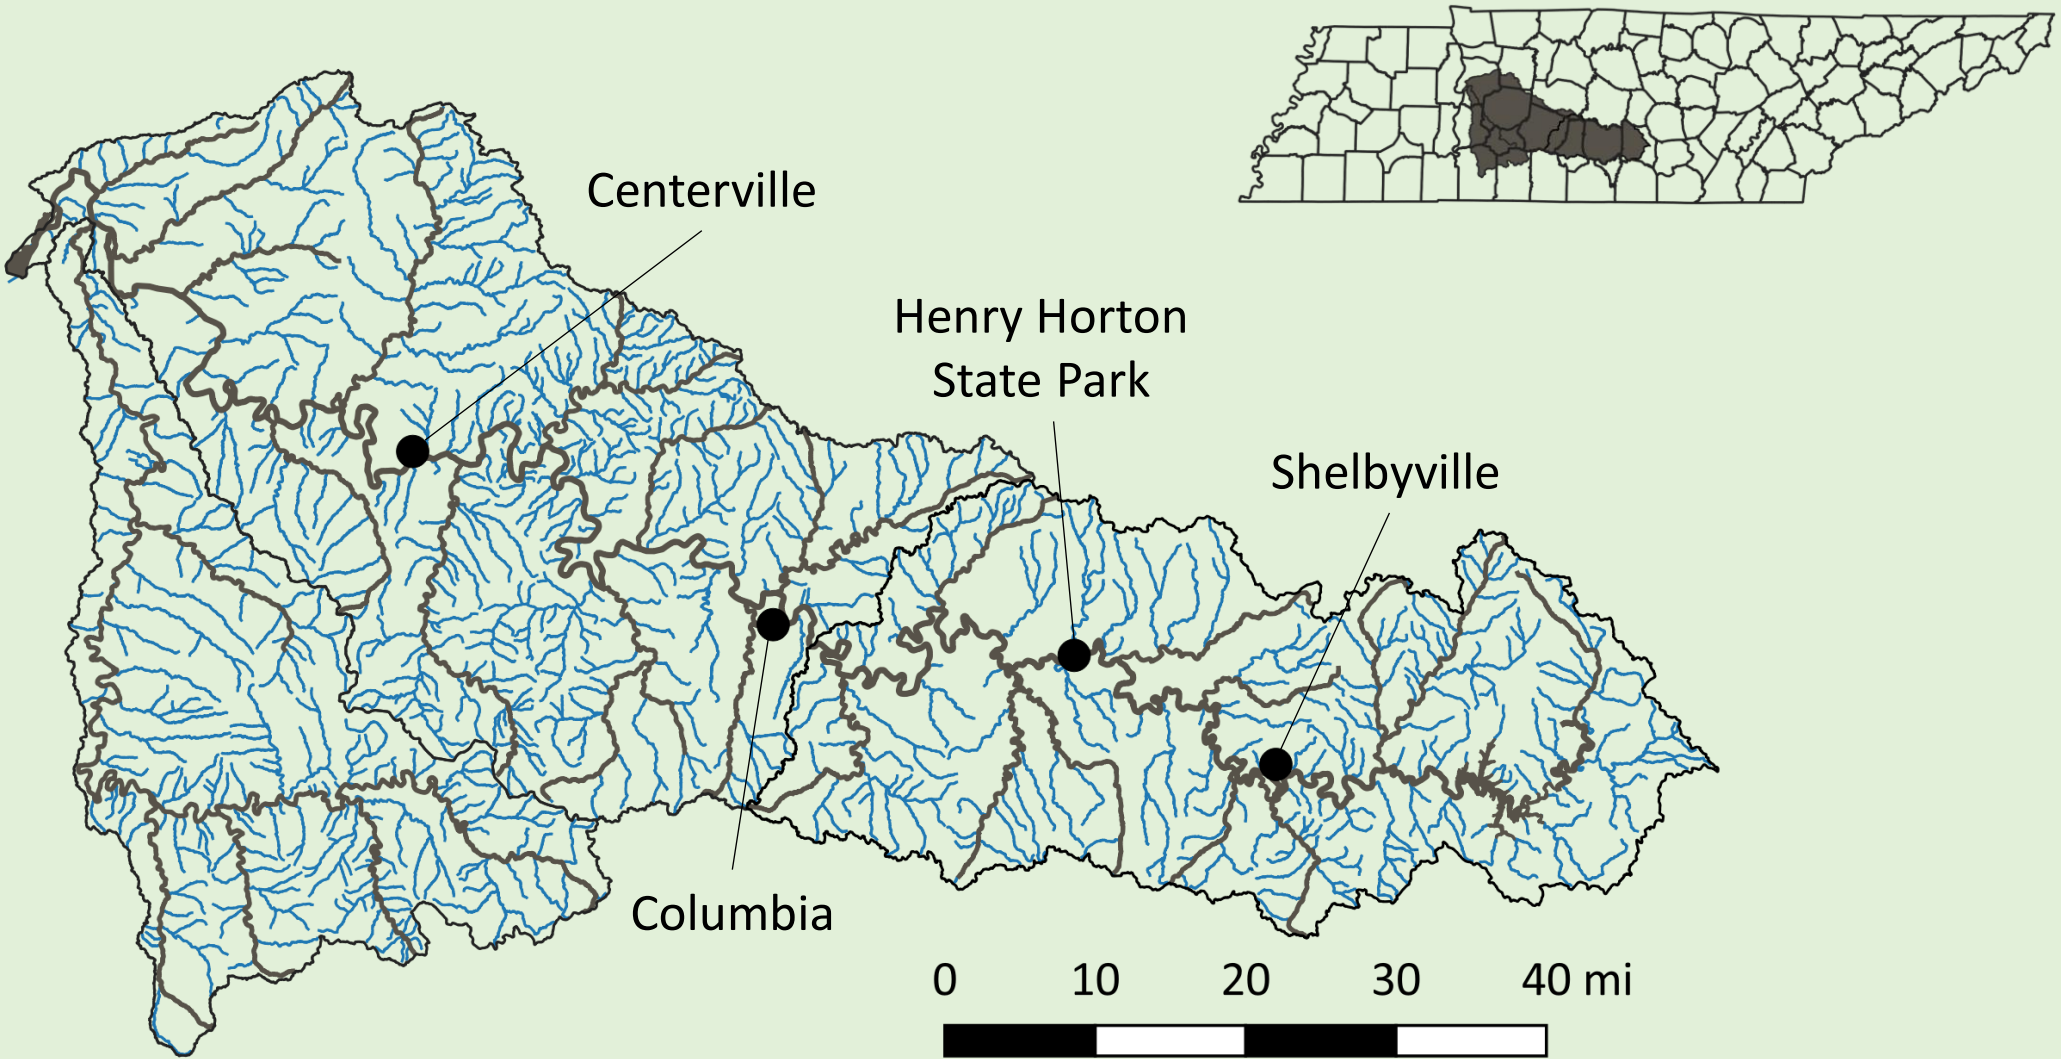 Centerville
Henry Horton
State Park
Shelbyville
Columbia
0 10 20 30 40 mi